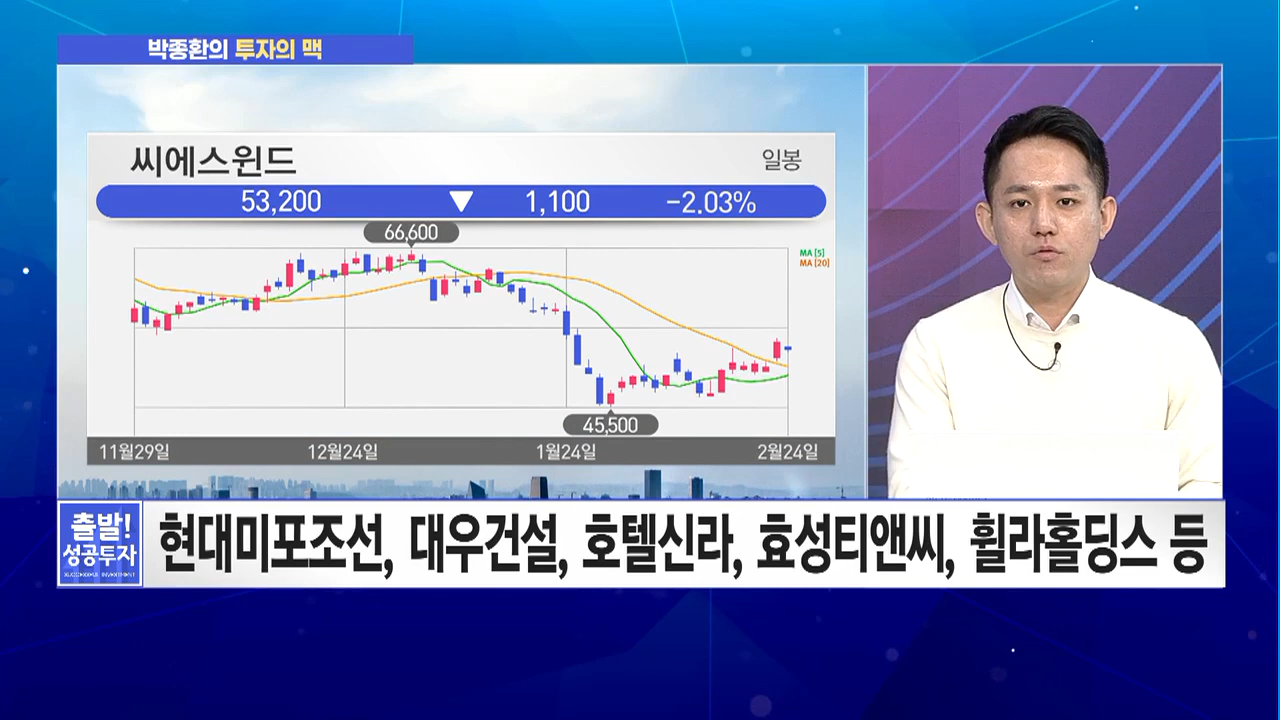 박종환의 투자의 맥
씨에스윈드
일봉
53,200 ▼ 1,100 -2.03%
66,600
MA [5]
MA [20]
45,500
11월29일 12월24일 1월24일 2월24일
출발!
성공투자
SUCCESSFUL INVESTMENT
현대미포조선, 대우건설, 호텔신라, 효성티앤씨, 휠라홀딩스 등